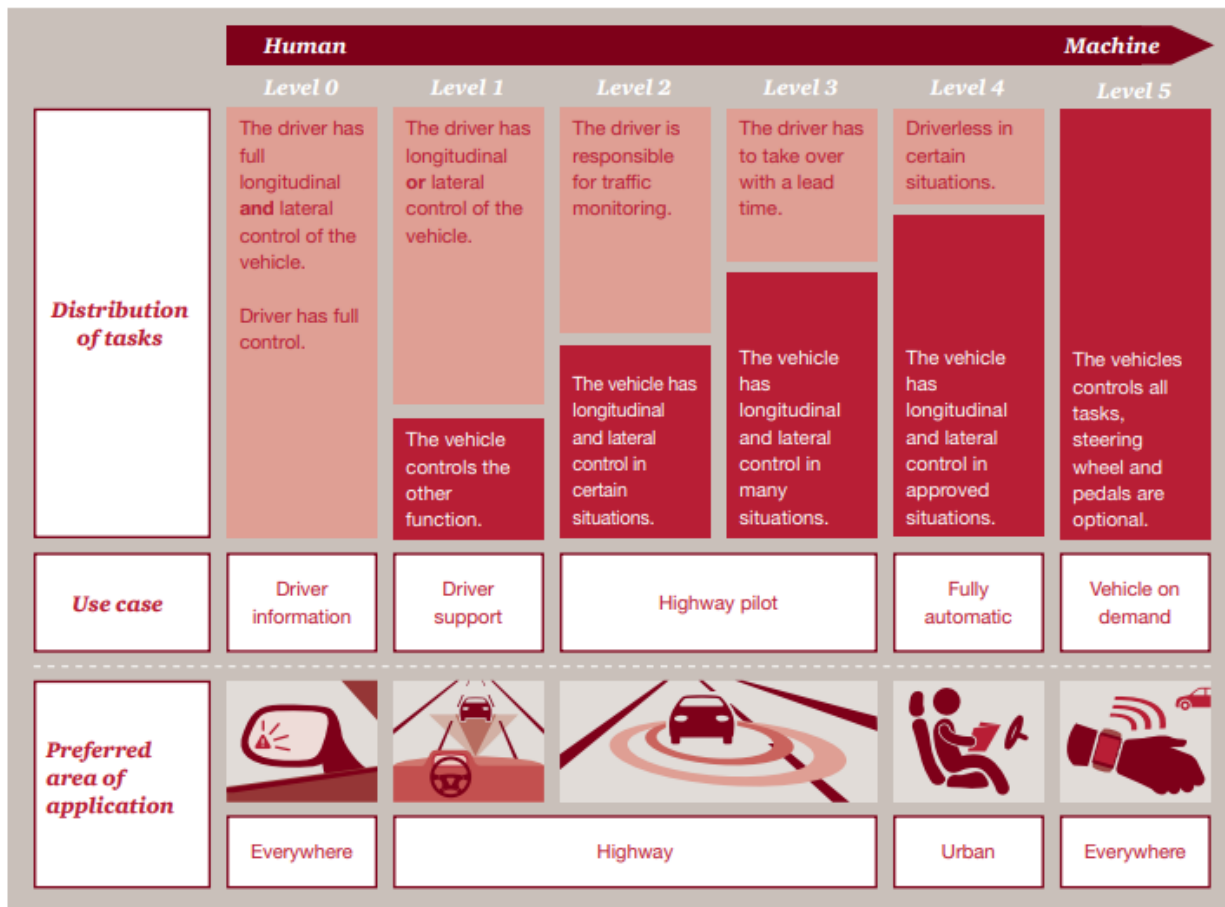 Human
Machine
Level 0
Level 1
Level 2
Level 3
Level 4
Level 5
Distribution
of tasks
The driver has
full
longitudinal
and lateral
control of the
vehicle.
Driver has full
control.
The driver has
longitudinal
or lateral
control of the
vehicle.
The vehicle
controls the
other
function.
The driver is
responsible
for traffic
monitoring.
The vehicle has
longitudinal
and lateral
control in
certain
situations.
The driver has
to take over
with a lead
time.
The vehicle
has
longitudinal
and lateral
control in
many
situations.
Driverless in
certain
situations.
The vehicle
has
longitudinal
and lateral
control in
approved
situations.
The vehicles
controls all
tasks,
steering
wheel and
pedals are
optional.
Use case
Driver
information
Driver
support
Highway pilot
Fully
automatic
Vehicle on
demand
Preferred
area of
application
Everywhere
Highway
Urban
Everywhere